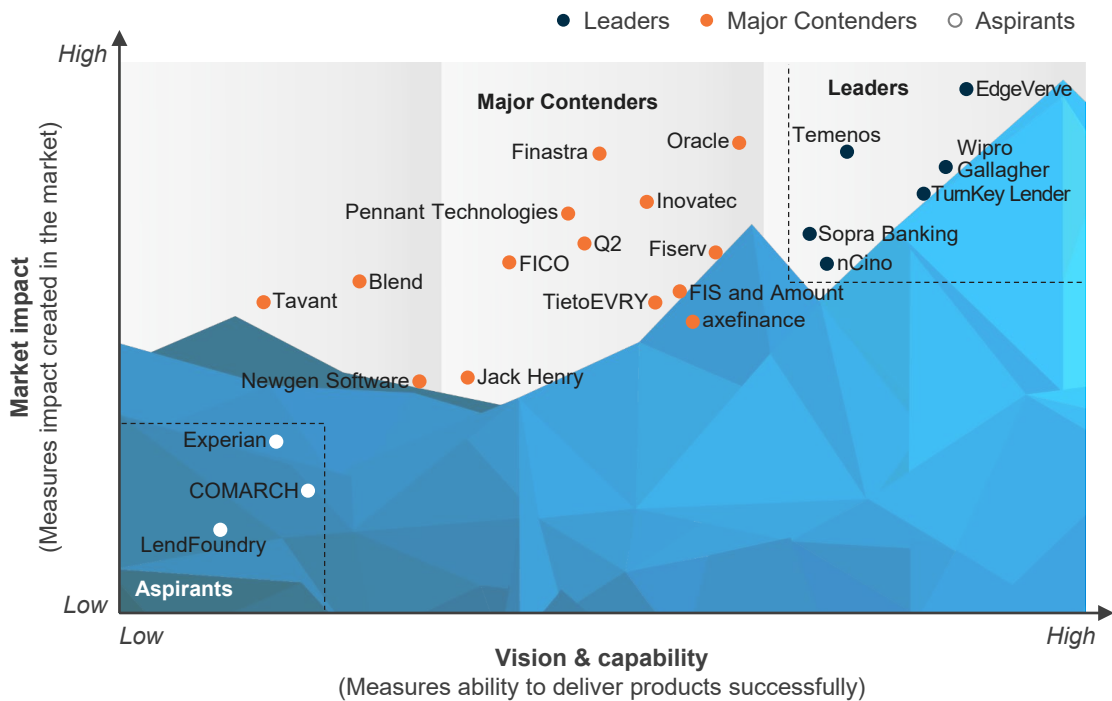 Leaders
Major Contenders
Aspirants
High
Market impact
(Measures impact created in the market)
Major Contenders
Leaders
EdgeVerve
Oracle
Temenos
Finastra
Wipro
Gallagher
TurnKey Lender
Inovatec
Pennant Technologies
Sopra Banking
Q2
Fiserv
FICO
nCino
Blend
Tavant
FIS and Amount
TietoEVRY
axefinance
Newgen Software
Jack Henry
Experian
COMARCH
LendFoundry
Aspirants
Low
Low
High
Vision & capability
(Measures ability to deliver products successfully)